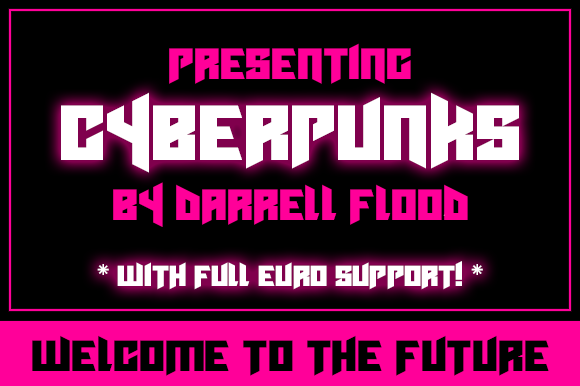 PRESENTING
CYBERPUNKS
BY DARRELL FLOOD
* WITH FULL EURO SUPPORT! *
WELCOME TO THE FUTURE